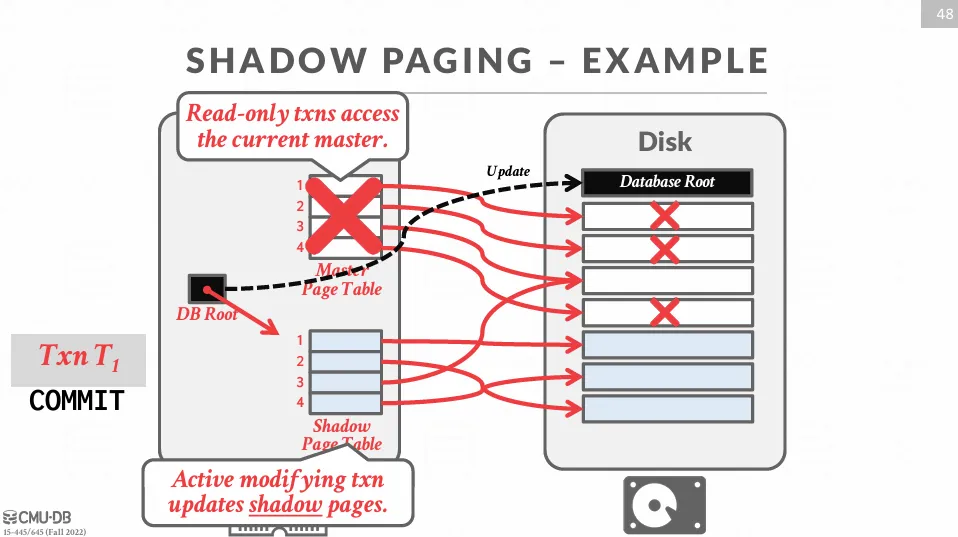 48
SHADOW PAGING – EXAMPLE
Read-only txns access
the current master.
Disk
Update
Database Root
1
2
3
4
Master
Page Table
DB Root
Txn T1
COMMIT
1
2
3
4
Shadow
Page Table
Active modifying txn
updates shadow pages.
CMU·DB
15-445/645 (Fall 2022)